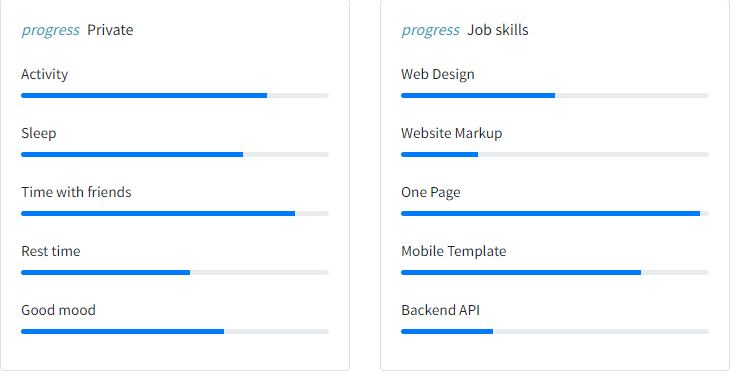 progress Private
Activity
Sleep
Time with friends
Rest time
Good mood
progress Job skills
Web Design
Website Markup
One Page
Mobile Template
Backend API